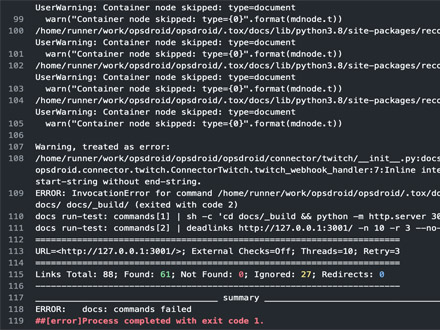 UserWarning: Container node skipped: type=document
99 warn("Container node skipped: type={0}".format(mdnode.t))
100 /home/runner/work/opsdroid/opsdroid/.tox/docs/lib/python3.8/site-packages/reco
UserWarning: Container node skipped: type=document
101 warn("Container node skipped: type={0}".format(mdnode.t))
102 /home/runner/work/opsdroid/opsdroid/.tox/docs/lib/python3.8/site-packages/reco
UserWarning: Container node skipped: type=document
103 warn("Container node skipped: type={0}".format(mdnode.t))
104 /home/runner/work/opsdroid/opsdroid/.tox/docs/lib/python3.8/site-packages/reco
UserWarning: Container node skipped: type=document
105 warn("Container node skipped: type={0}".format(mdnode.t))
106
107 Warning, treated as error:
108 /home/runner/work/opsdroid/opsdroid/opsdroid/connector/twitch/__init__.py:docs
opsdroid.connector.twitch.ConnectorTwitch.twitch_webhook_handler:7:Inline inte
start-string without end-string.
109 ERROR: InvocationError for command /home/runner/work/opsdroid/opsdroid/.tox/do
docs/ docs/_build/ (exited with code 2)
110 docs run-test: commands[1] | sh -c 'cd docs/_build && python -m http.server 30
111 docs run-test: commands[2] | deadlinks http://127.0.0.1:3001/ -n 10 -r 3 --no-
112 ===============================================================
113 URL=<http://127.0.0.1:3001/>; External Checks=Off; Threads=10; Retry=3
114 ===============================================================
115 Links Total: 88; Found: 61; Not Found: 0; Ignored: 27; Redirects: 0
116 ---------------------------------------------------------------
117 ___________________________________ summary ___________________________________
118 ERROR:   docs: commands failed
119 ##[error]Process completed with exit code 1.